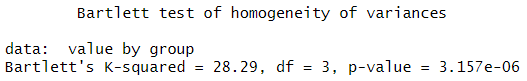 Bartlett test of homogeneity of variances
data:  value by group
Bartlett's K-squared = 28.29, df = 3, p-value = 3.157e-06